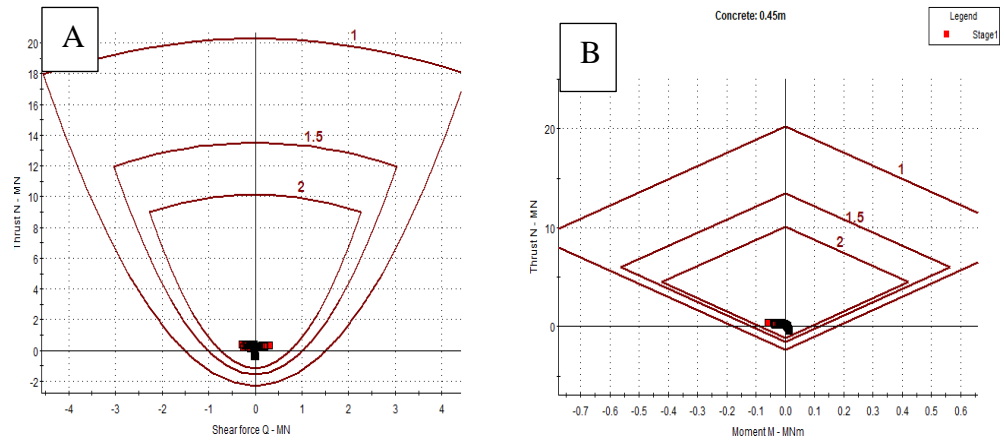 A
1
20
18
16
14
12
10
8
6
4
2
0
-2
Thrust N - MN
1.5
2
-4 -3 -2 -1 0 1 2 3 4
Shear force Q - MN
Concrete: 0.45m
Legend
Stage1
B
20
10
0
Thrust N - MN
1
1.5
2
-0.7 -0.6 -0.5 -0.4 -0.3 -0.2 -0.1 0.0 0.1 0.2 0.3 0.4 0.5 0.6
Moment M - MNm